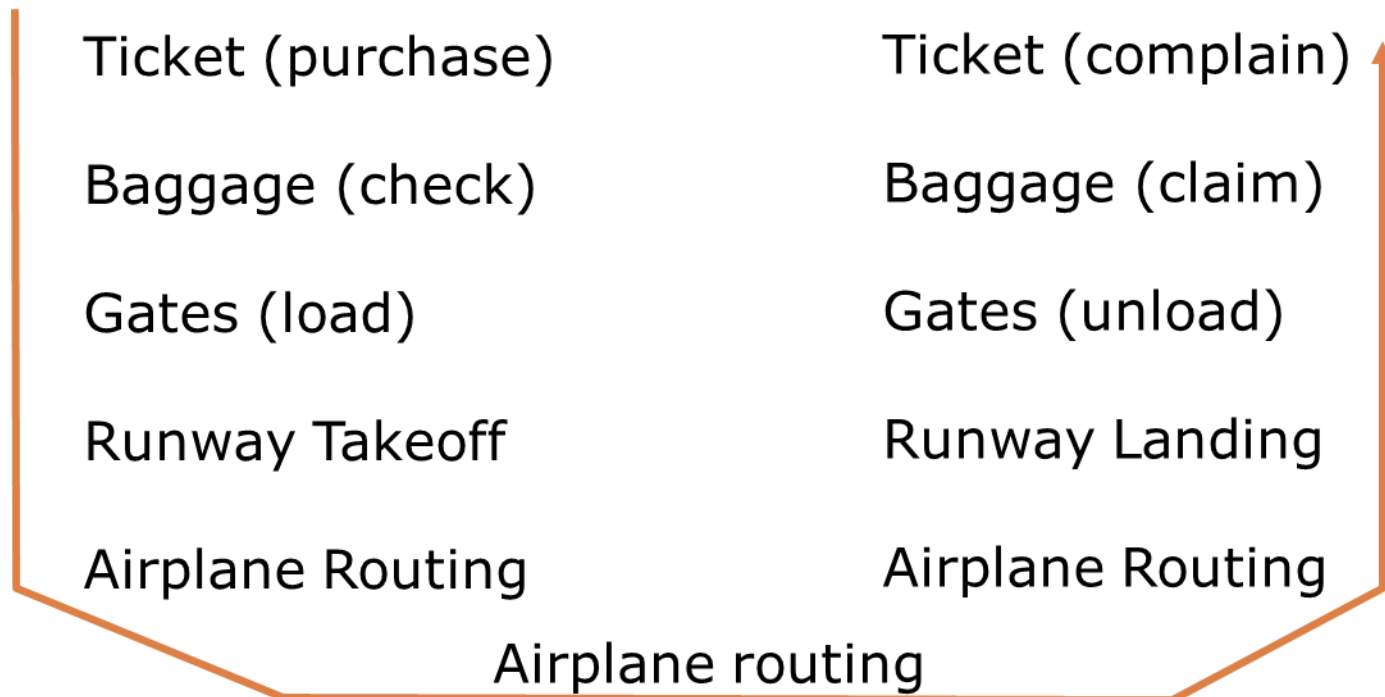 Ticket (purchase)
Baggage (check)
Gates (load)
Runway Takeoff
Airplane Routing
Ticket (complain)
Baggage (claim)
Gates (unload)
Runway Landing
Airplane Routing
Airplane routing